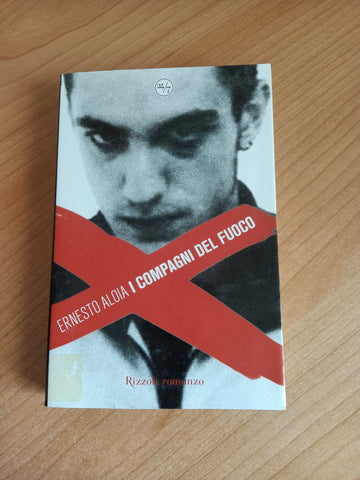 ERNESTO ALOIA I COMPAGNI DEL FUOCO
Rizzoli romanzo